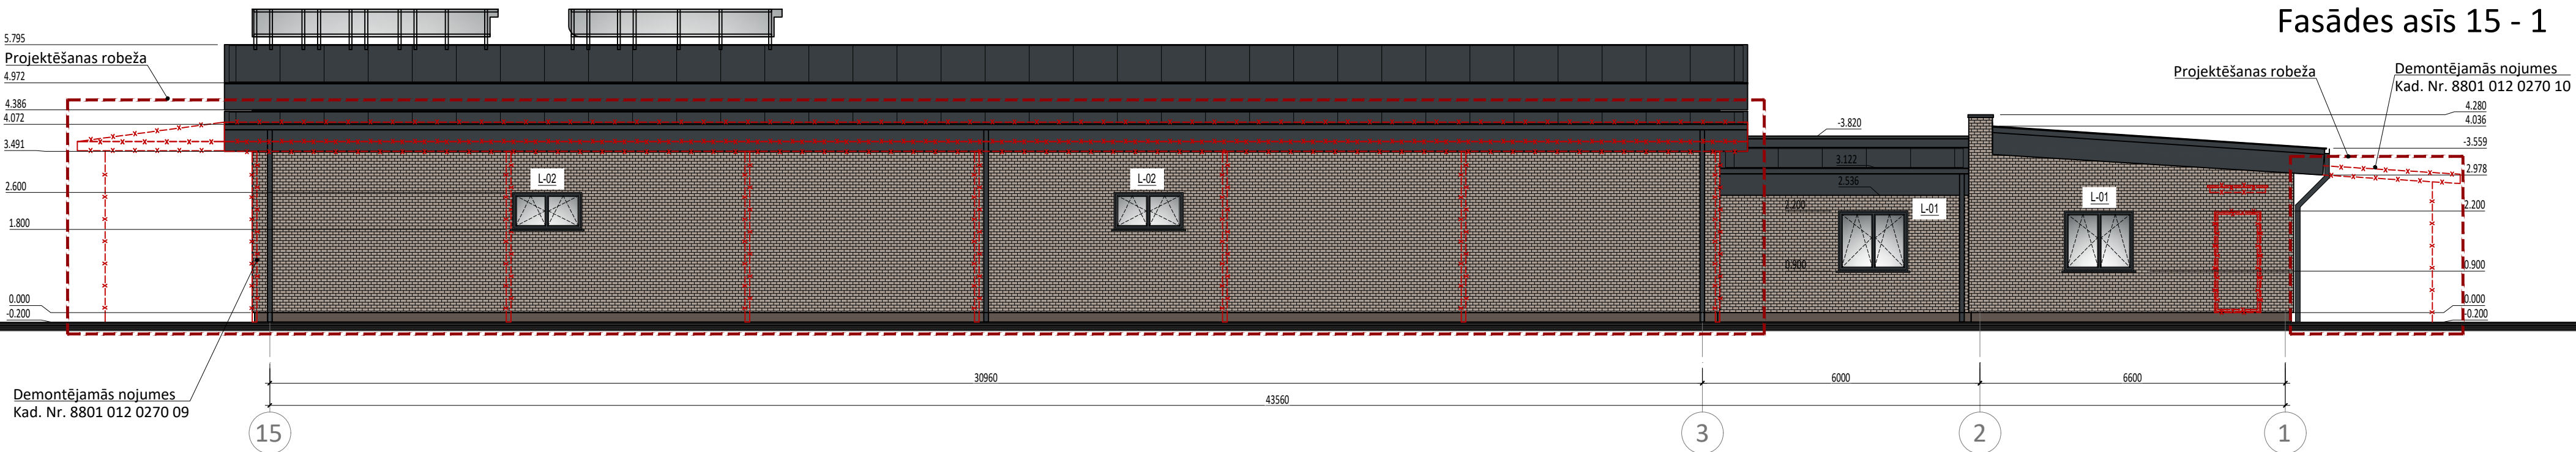 Fasādes asīs 15 - 1
5.795
Projektēšanas robeža
4.972
4.386
4.072
3.491
2.600
1.800
0.000
-0.200
Demontējamās nojumes
Kad. Nr. 8801 012 0270 09
L-02
L-02
-3.820
3.122
2.536
2.200
L-01
0.900
L-01
Projektēšanas robeža
Demontējamās nojumes
Kad. Nr. 8801 012 0270 10
4.280
4.036
-3.559
2.978
2.200
0.900
0.000
-0.200
30960
6000
6600
43560
15
3
2
1